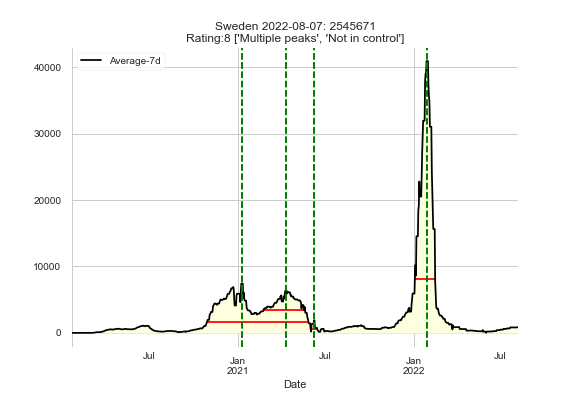 Sweden 2022-08-07: 2545671
Rating:8 ['Multiple peaks', 'Not in control']
Average-7d
40000
30000
20000
10000
0
Jul
Jan
2021
Jul
Jan
2022
Jul
Date